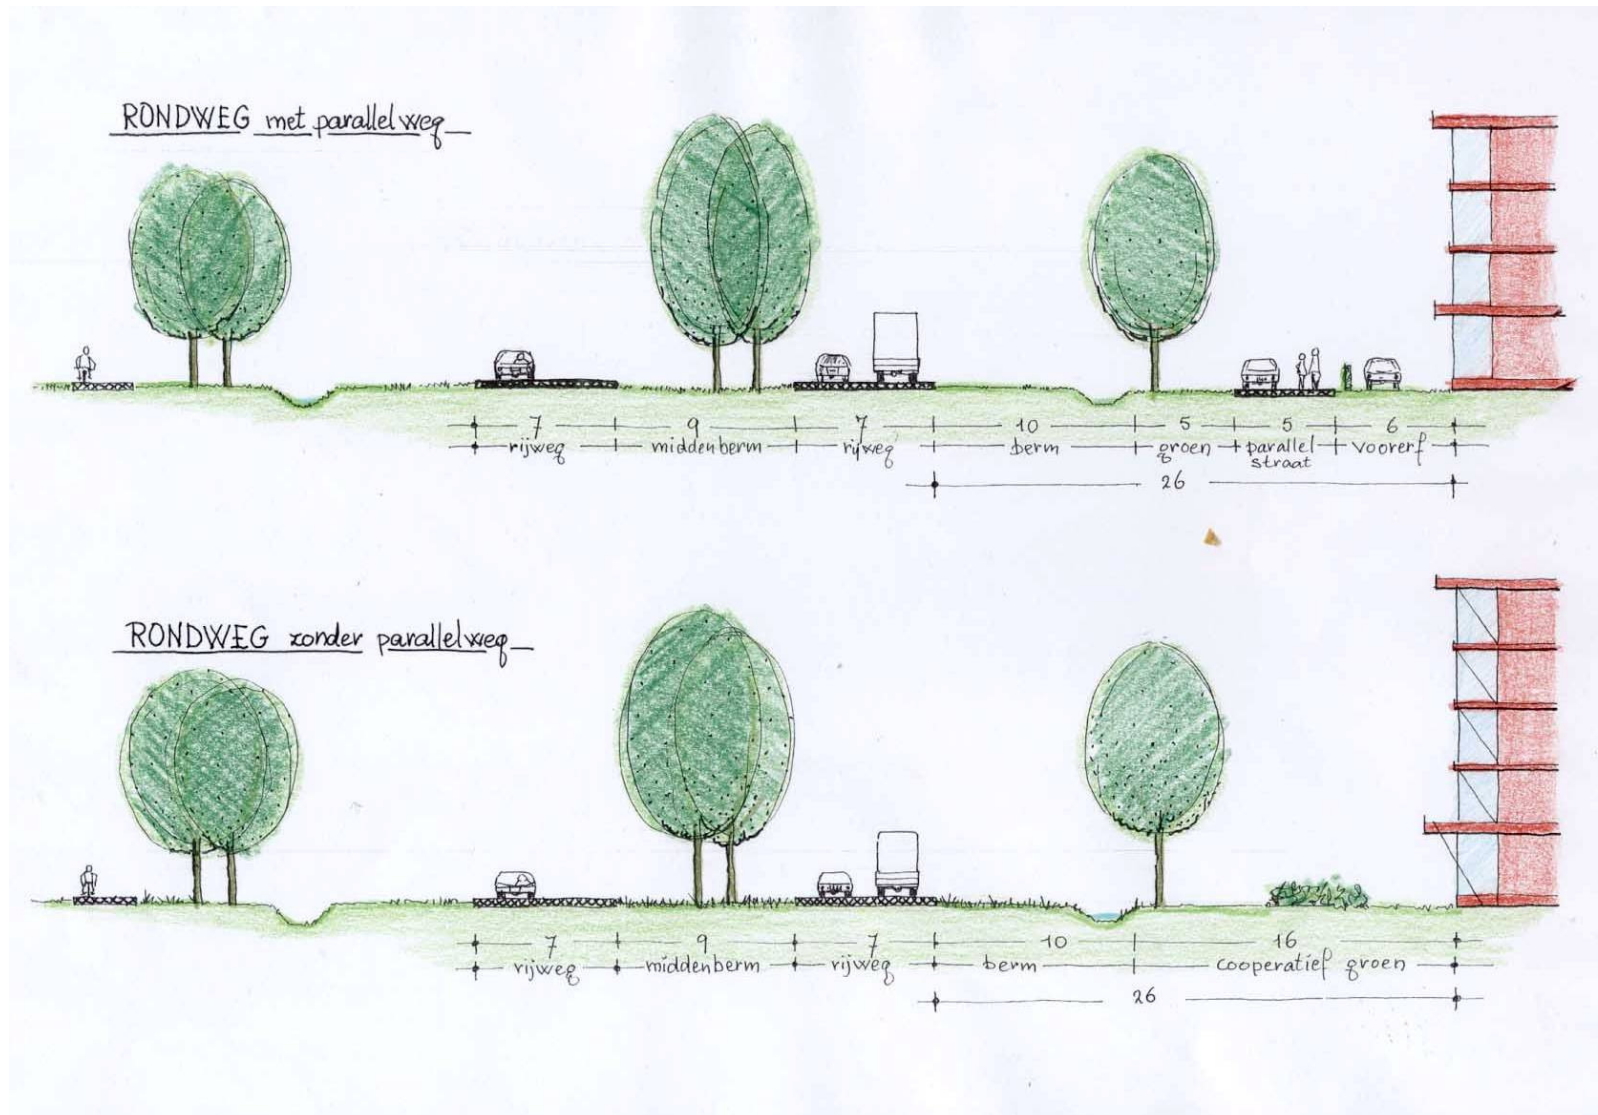 RONDWEG met parallelweg
7 9 7 10 5 5 6
rijweg middenberm rijweg berm groen parallel straat voorerf
26
RONDWEG zonder parallelweg
7 9 7 10 16
rijweg middenberm rijweg berm cooperatief groen
26